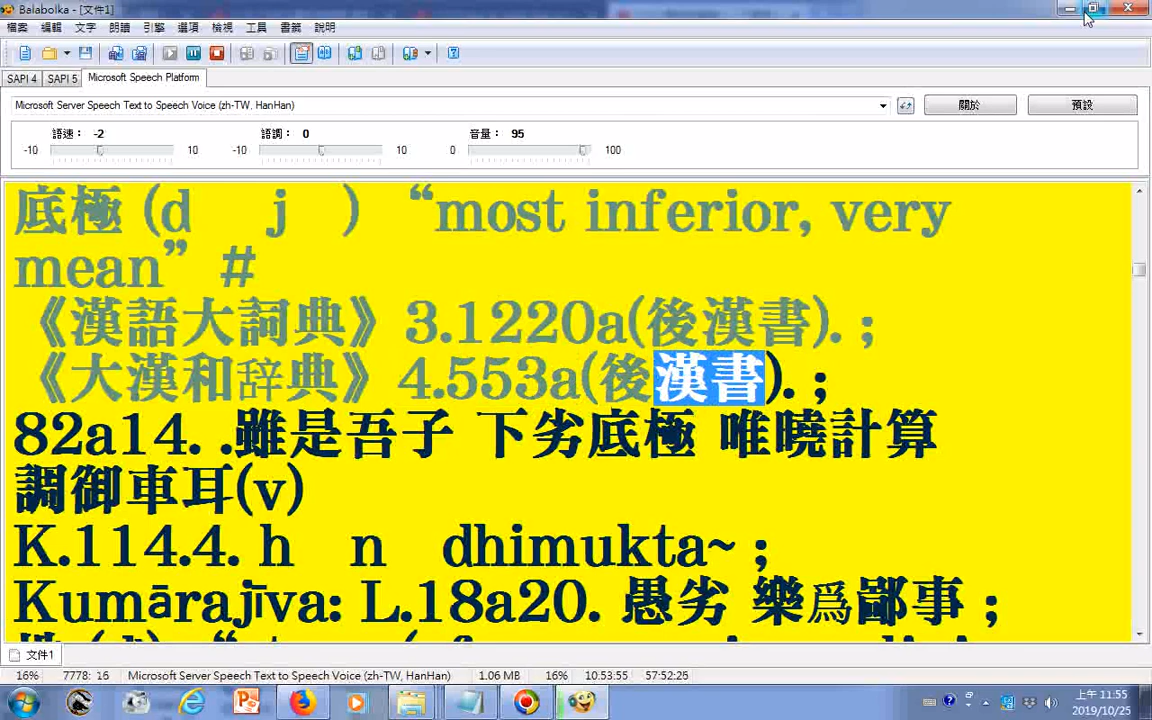 Balabolka - [文件1]
檔案 編輯 文字 朗讀 引擎 選項 檢視 工具 書籤 說明
SAPI 4 SAPI 5 Microsoft Speech Platform
Microsoft Server Speech Text to Speech Voice (zh-TW, HanHan) 關於 預設
語速： -2 語調： 0 音量： 95
-10 10 -10 10 0 100
底極 (d j ) “most inferior, very
mean” #
《漢語大詞典》 3.1220a(後漢書). ;
《大漢和辞典》 4.553a(後漢書). ;
82a14. .雖是吾子 下劣底極 唯曉計算
調御車耳(v)
K.114.4. h n dhimukta~ ;
Kumārajīva: L.18a20. 愚劣 樂爲鄙事 ;
文件1
16% 7778: 16 Microsoft Server Speech Text to Speech Voice (zh-TW, HanHan) 1.06 MB 16% 10:53:55 57:52:25
上午 11:55
2019/10/25